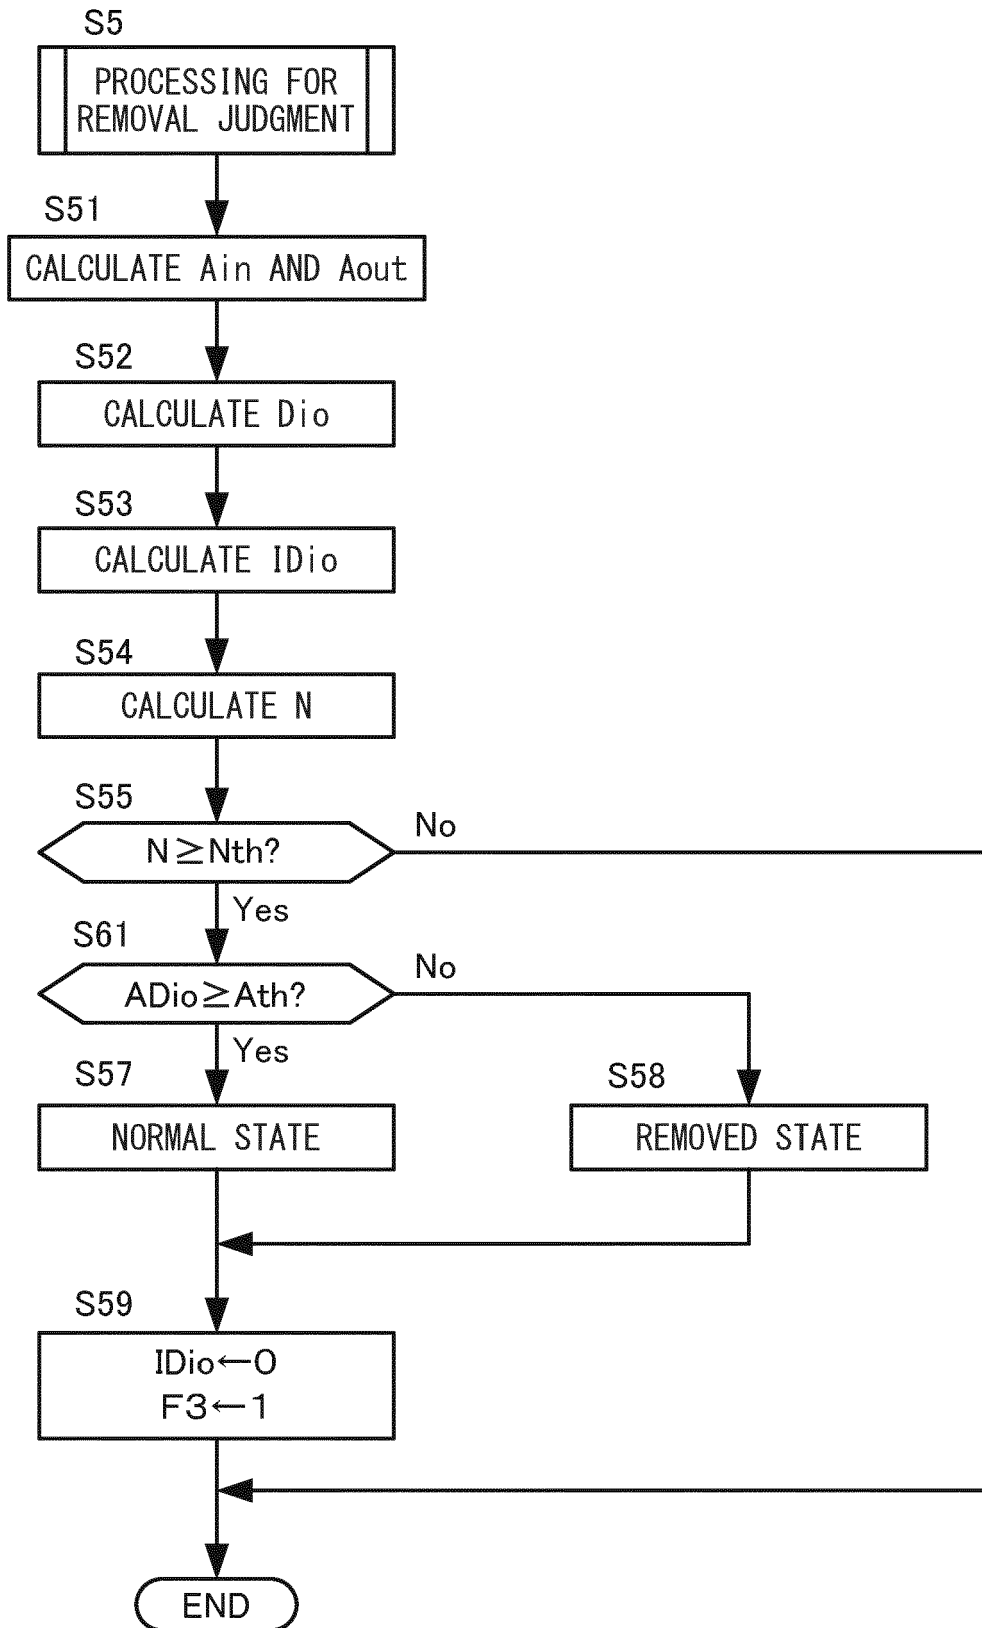 S5
PROCESSING FOR
REMOVAL JUDGMENT
S51
CALCULATE Ain AND Aout
S52
CALCULATE Dio
S53
CALCULATE IDio
S54
CALCULATE N
S55
N≧Nth?
No
Yes
S61
ADio≧Ath?
No
Yes
S57
NORMAL STATE
S58
REMOVED STATE
S59
IDio←0
F3←1
END